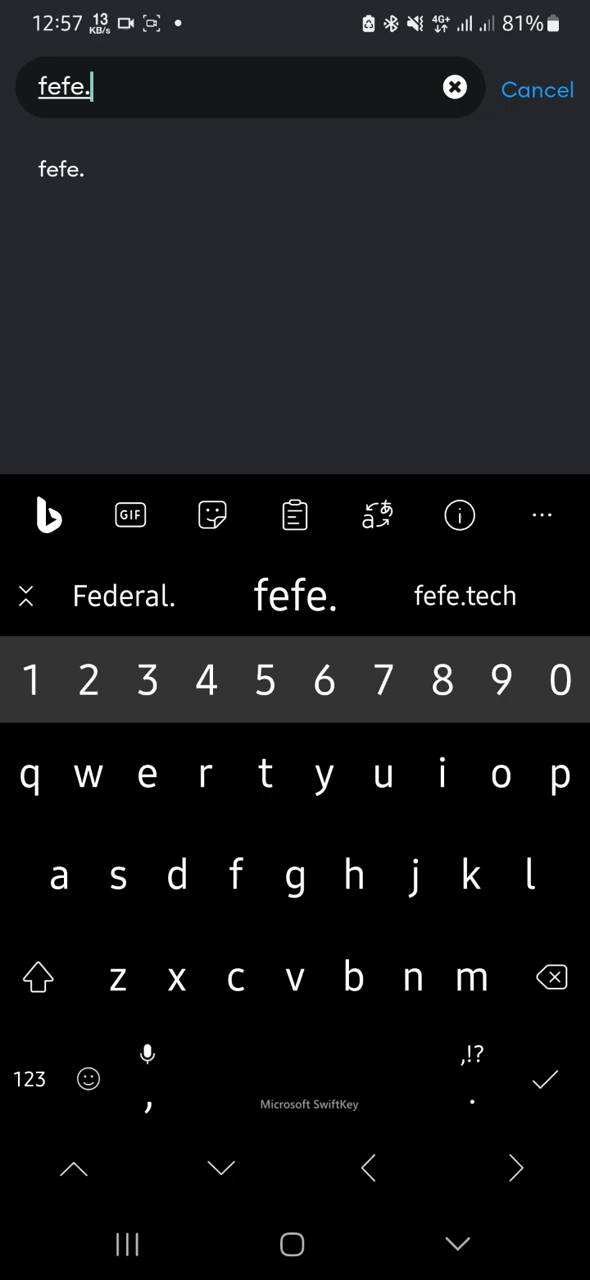 12:57 13 KB/s 4G+ 81%
fefe. Cancel
fefe.
GIF
Federal. fefe. fefe.tech
1 2 3 4 5 6 7 8 9 0
q w e r t y u i o p
a s d f g h j k l
z x c v b n m
,!?
123 , Microsoft SwiftKey .